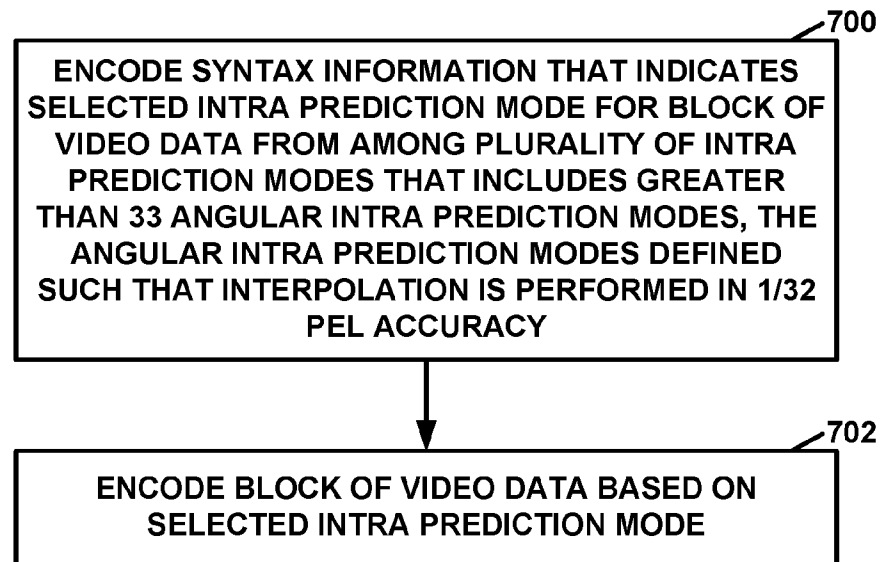 700
ENCODE SYNTAX INFORMATION THAT INDICATES
SELECTED INTRA PREDICTION MODE FOR BLOCK OF
VIDEO DATA FROM AMONG PLURALITY OF INTRA
PREDICTION MODES THAT INCLUDES GREATER
THAN 33 ANGULAR INTRA PREDICTION MODES, THE
ANGULAR INTRA PREDICTION MODES DEFINED
SUCH THAT INTERPOLATION IS PERFORMED IN 1/32
PEL ACCURACY
702
ENCODE BLOCK OF VIDEO DATA BASED ON
SELECTED INTRA PREDICTION MODE